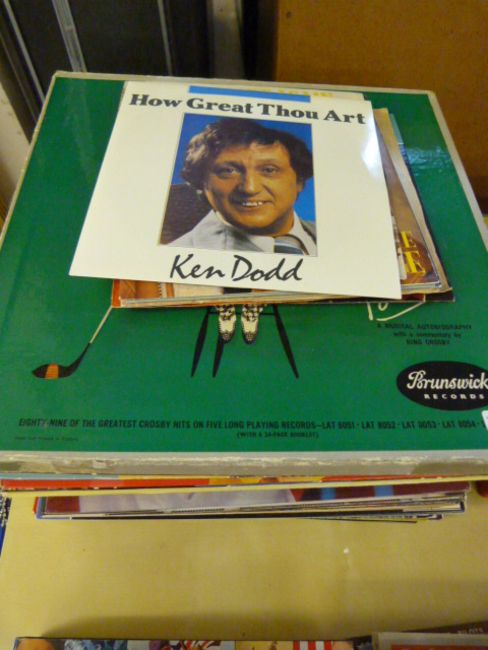 How Great Thou Art
Ken Dodd
A MUSICAL AUTOBIOGRAPHY
with a commentary by
BING CROSBY
Brunswick
RECORDS
EIGHTY-NINE OF THE GREATEST CROSBY HITS ON FIVE LONG PLAYING RECORDS—LAT 8051 · LAT 8052 · LAT 8053 · LAT 8054 ·
(WITH A 24-PAGE BOOKLET)